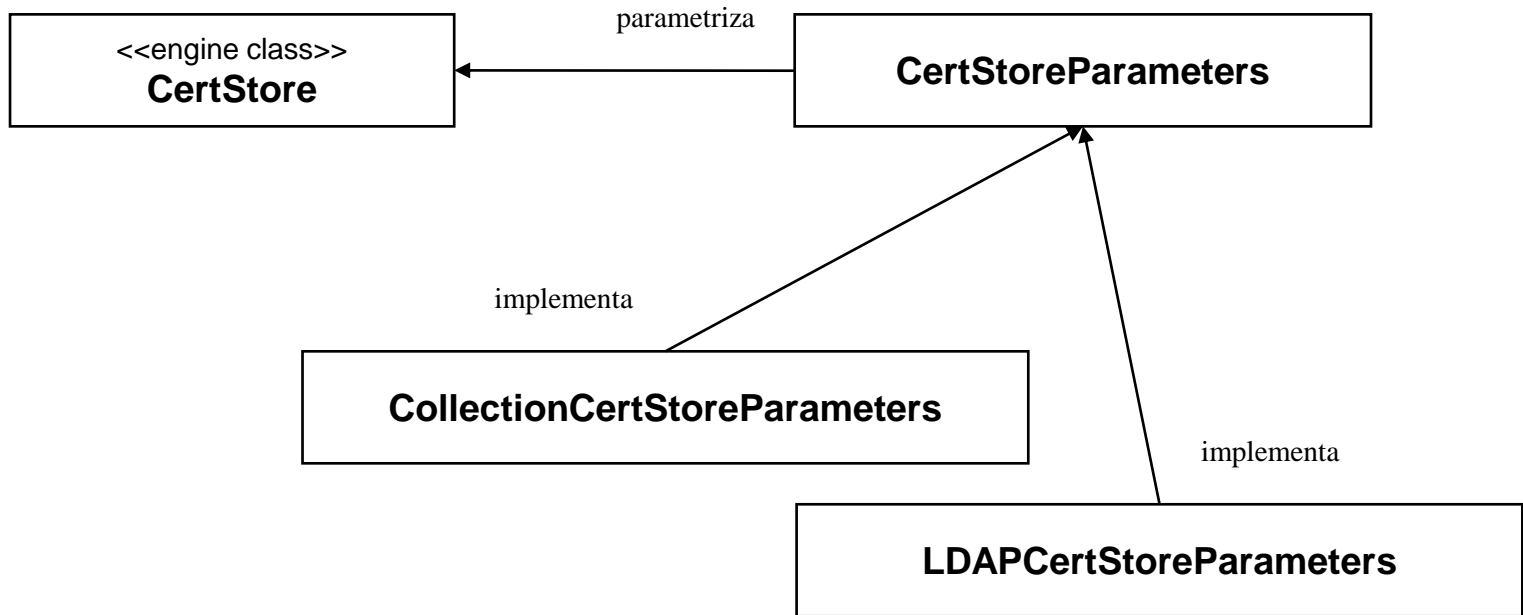 parametriza
<<engine class>>
CertStore
CertStoreParameters
implementa
CollectionCertStoreParameters
implementa
LDAPCertStoreParameters